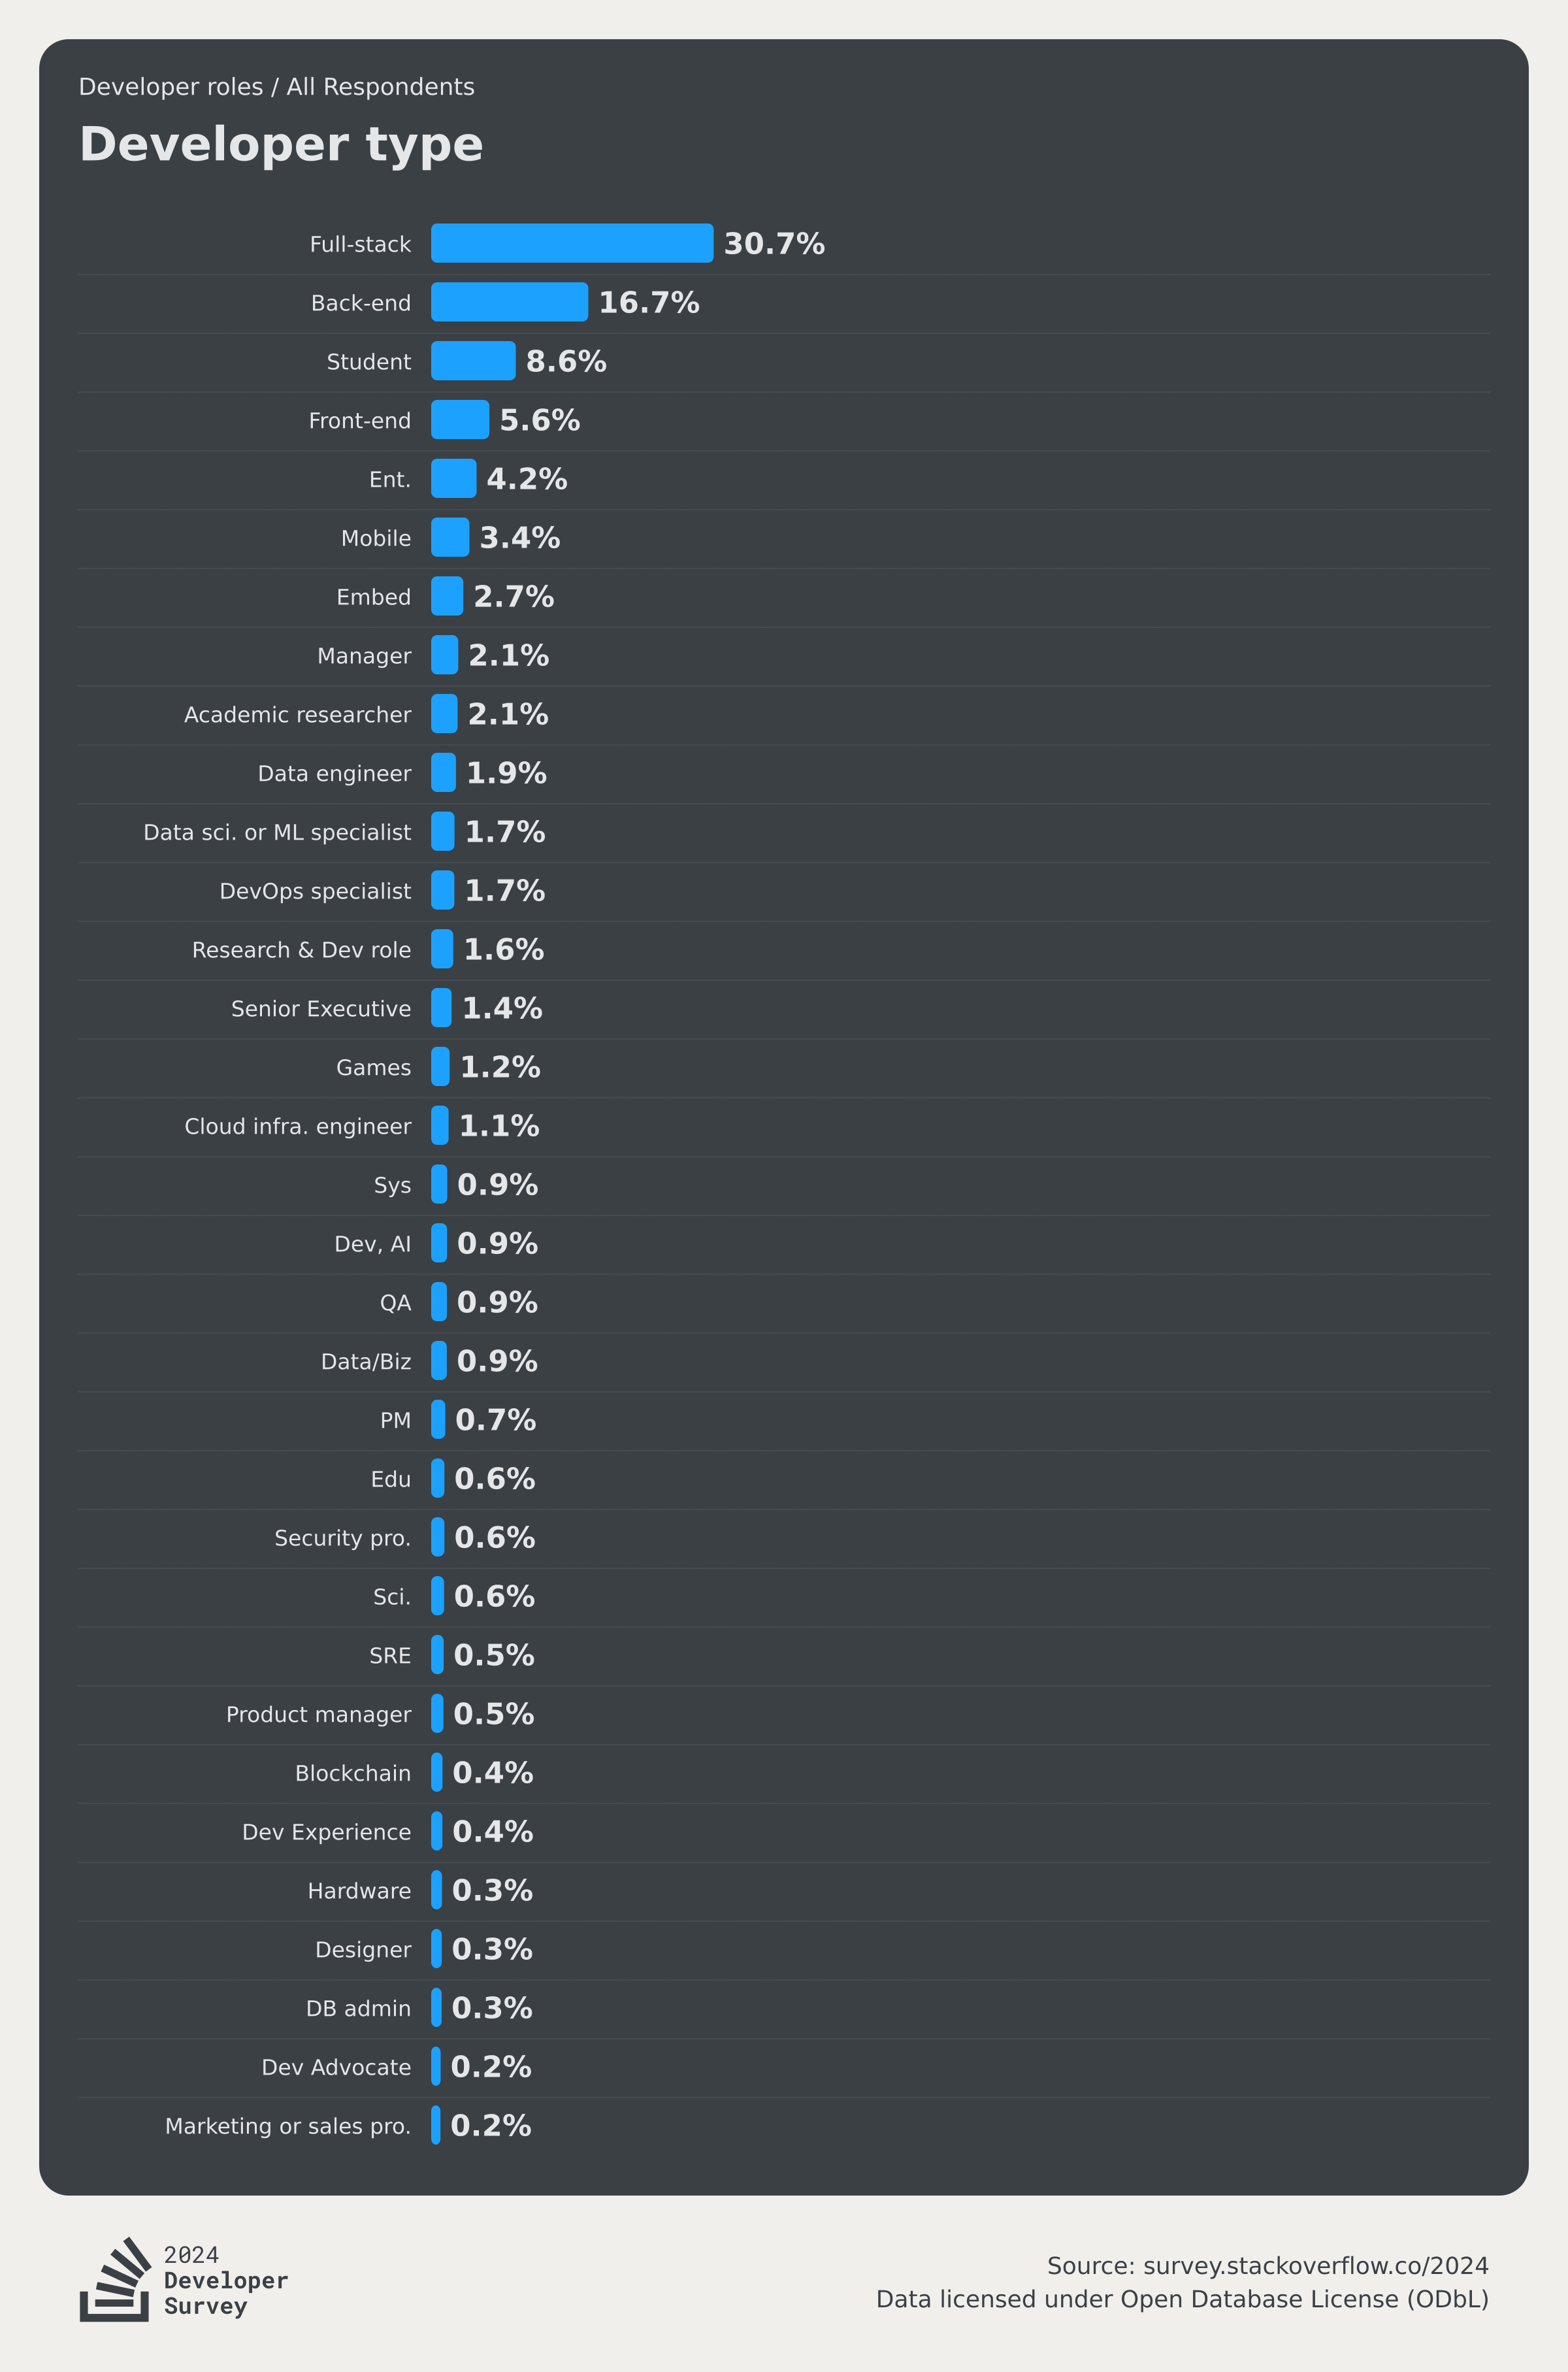 Developer roles / All Respondents
Developer type
Full-stack 30.7%
Back-end 16.7%
Student 8.6%
Front-end 5.6%
Ent. 4.2%
Mobile 3.4%
Embed 2.7%
Manager 2.1%
Academic researcher 2.1%
Data engineer 1.9%
Data sci. or ML specialist 1.7%
DevOps specialist 1.7%
Research & Dev role 1.6%
Senior Executive 1.4%
Games 1.2%
Cloud infra. engineer 1.1%
Sys 0.9%
Dev, AI 0.9%
QA 0.9%
Data/Biz 0.9%
PM 0.7%
Edu 0.6%
Security pro. 0.6%
Sci. 0.6%
SRE 0.5%
Product manager 0.5%
Blockchain 0.4%
Dev Experience 0.4%
Hardware 0.3%
Designer 0.3%
DB admin 0.3%
Dev Advocate 0.2%
Marketing or sales pro. 0.2%
2024
Developer
Survey
Source: survey.stackoverflow.co/2024
Data licensed under Open Database License (ODbL)